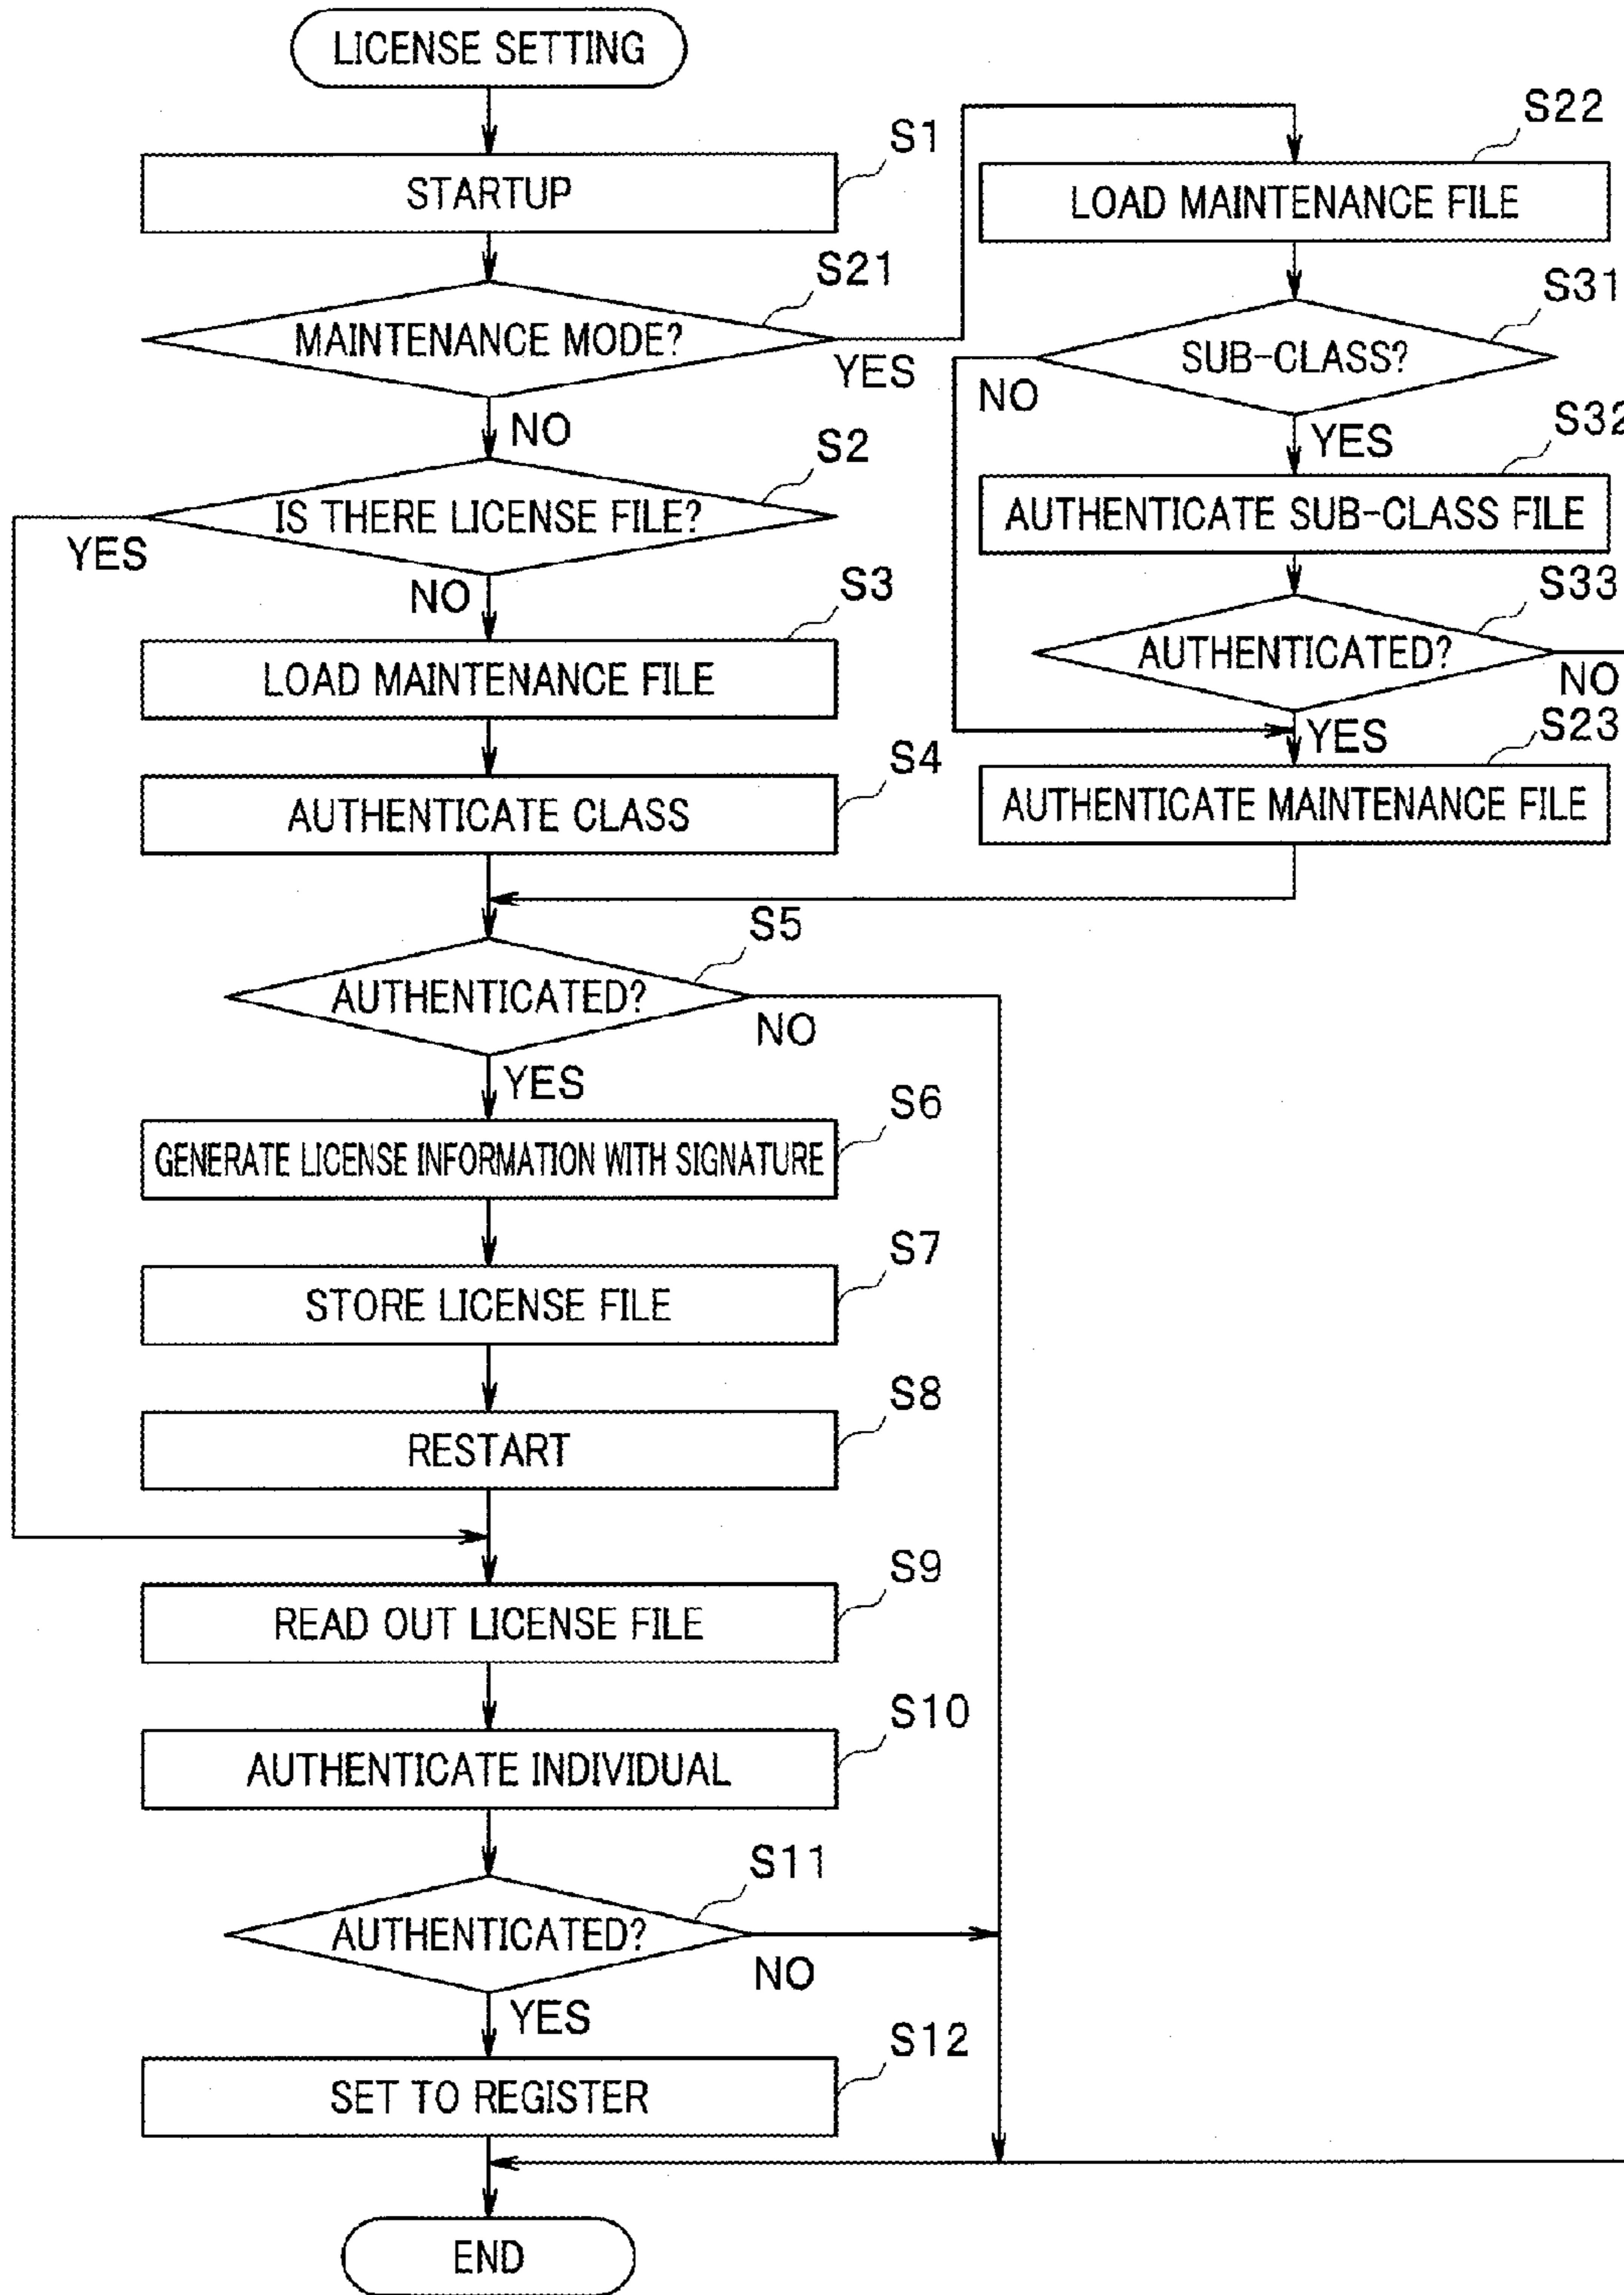 LICENSE SETTING
S1
STARTUP
S21
MAINTENANCE MODE?
YES
NO
S2
IS THERE LICENSE FILE?
YES
NO
S3
LOAD MAINTENANCE FILE
S4
AUTHENTICATE CLASS
S22
LOAD MAINTENANCE FILE
S31
SUB-CLASS?
NO
YES
S32
AUTHENTICATE SUB-CLASS FILE
S33
AUTHENTICATED?
NO
YES
S23
AUTHENTICATE MAINTENANCE FILE
S5
AUTHENTICATED?
NO
YES
S6
GENERATE LICENSE INFORMATION WITH SIGNATURE
S7
STORE LICENSE FILE
S8
RESTART
S9
READ OUT LICENSE FILE
S10
AUTHENTICATE INDIVIDUAL
S11
AUTHENTICATED?
NO
YES
S12
SET TO REGISTER
END